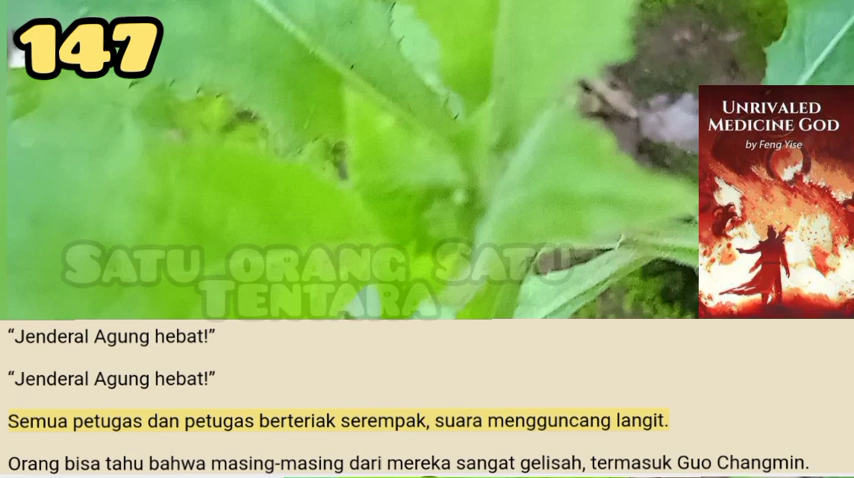 147
UNRIVALED
MEDICINE GOD
by Feng Yise
SATU ORANG SATU
TENTARA
“Jenderal Agung hebat!”
“Jenderal Agung hebat!”
Semua petugas dan petugas berteriak serempak, suara mengguncang langit.
Orang bisa tahu bahwa masing-masing dari mereka sangat gelisah, termasuk Guo Changmin.